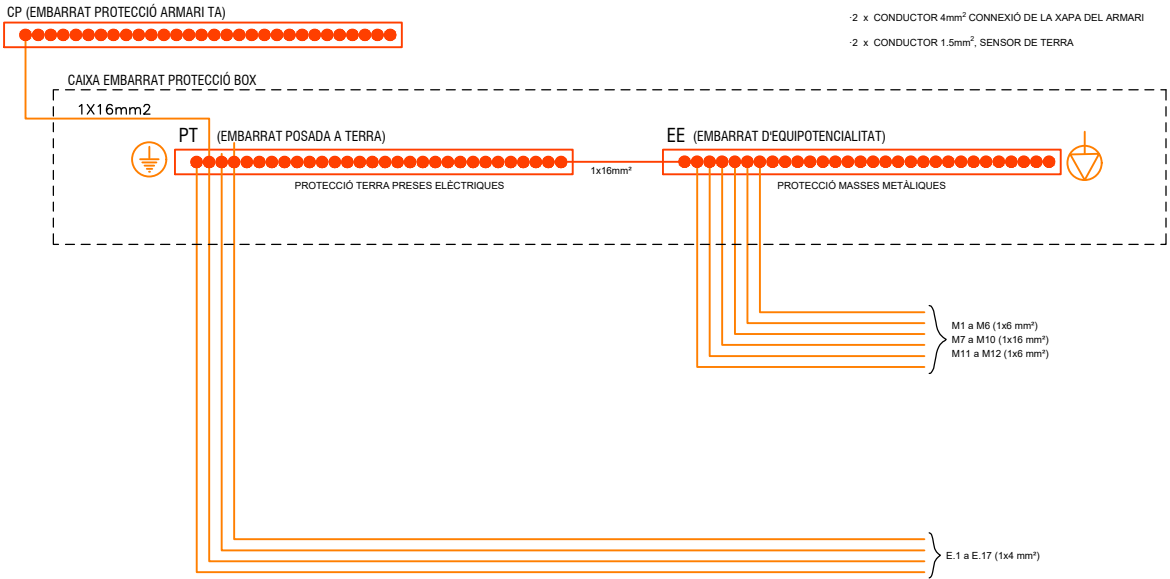 CP (EMBARRAT PROTECCIÓ ARMARI TA)
·2 x CONDUCTOR 4mm² CONNEXIÓ DE LA XAPA DEL ARMARI
·2 x CONDUCTOR 1.5mm², SENSOR DE TERRA
CAIXA EMBARRAT PROTECCIÓ BOX
1X16mm2
PT (EMBARRAT POSADA A TERRA)
EE (EMBARRAT D'EQUIPOTENCIALITAT)
1x16mm²
PROTECCIÓ TERRA PRESES ELÈCTRIQUES
PROTECCIÓ MASSES METÀLIQUES
M1 a M6 (1x6 mm²)
M7 a M10 (1x16 mm²)
M11 a M12 (1x6 mm²)
E.1 a E.17 (1x4 mm²)